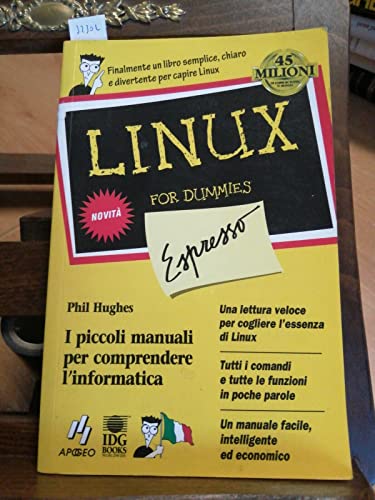 Finalmente un libro semplice, chiaro
e divertente per capire Linux
45
MILIONI
LINUX
FOR DUMMIES
NOVITÀ
Espresso
Phil Hughes
I piccoli manuali
per comprendere
l'informatica
Una lettura veloce
per cogliere l'essenza
di Linux
Tutti i comandi
e tutte le funzioni
in poche parole
Un manuale facile,
intelligente
ed economico
APOGEO
IDG
BOOKS
WORLDWIDE